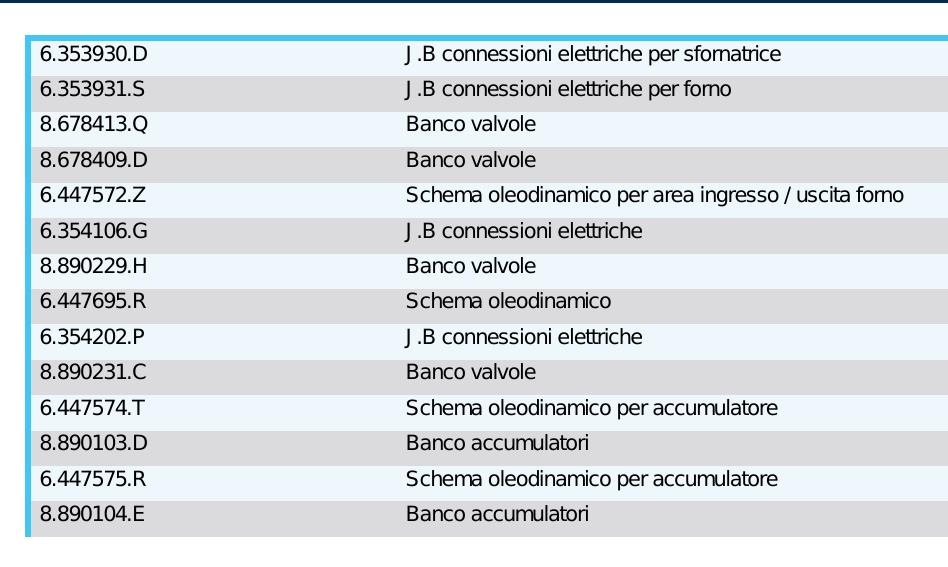 6.353930.D J.B connessioni elettriche per sfornatrice
6.353931.S J.B connessioni elettriche per forno
8.678413.Q Banco valvole
8.678409.D Banco valvole
6.447572.Z Schema oleodinamico per area ingresso / uscita forno
6.354106.G J.B connessioni elettriche
8.890229.H Banco valvole
6.447695.R Schema oleodinamico
6.354202.P J.B connessioni elettriche
8.890231.C Banco valvole
6.447574.T Schema oleodinamico per accumulatore
8.890103.D Banco accumulatori
6.447575.R Schema oleodinamico per accumulatore
8.890104.E Banco accumulatori